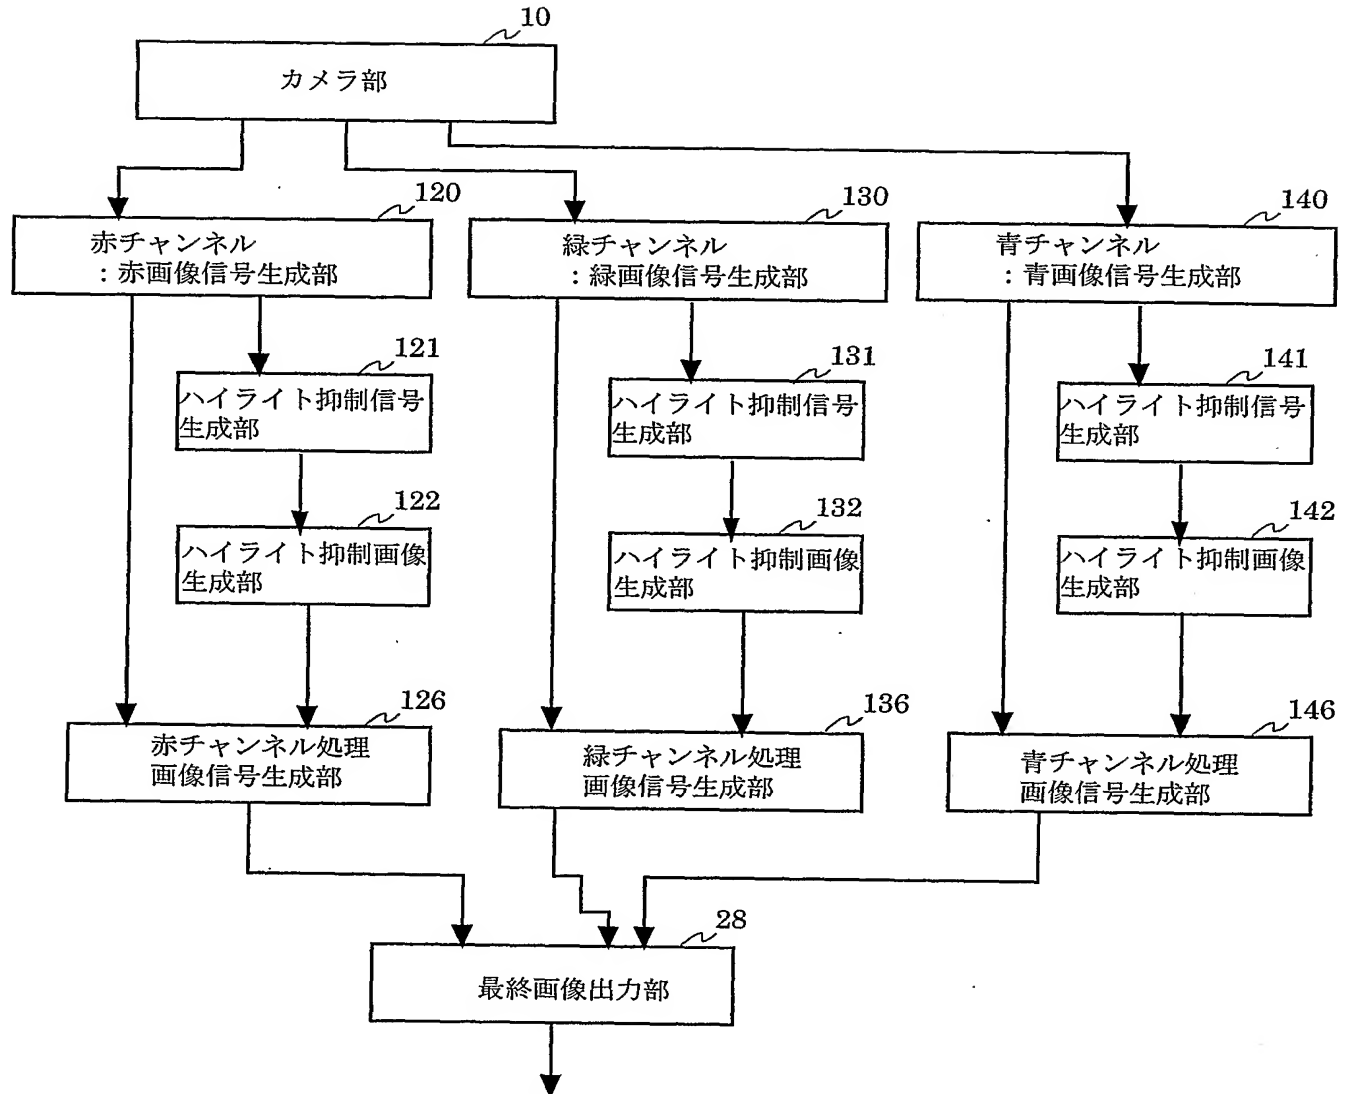 10
カメラ部
120
130
140
赤チャンネル
：赤画像信号生成部
緑チャンネル
：緑画像信号生成部
青チャンネル
：青画像信号生成部
121
131
141
ハイライト抑制信号
生成部
ハイライト抑制信号
生成部
ハイライト抑制信号
生成部
122
132
142
ハイライト抑制画像
生成部
ハイライト抑制画像
生成部
ハイライト抑制画像
生成部
126
136
146
赤チャンネル処理
画像信号生成部
緑チャンネル処理
画像信号生成部
青チャンネル処理
画像信号生成部
28
最終画像出力部